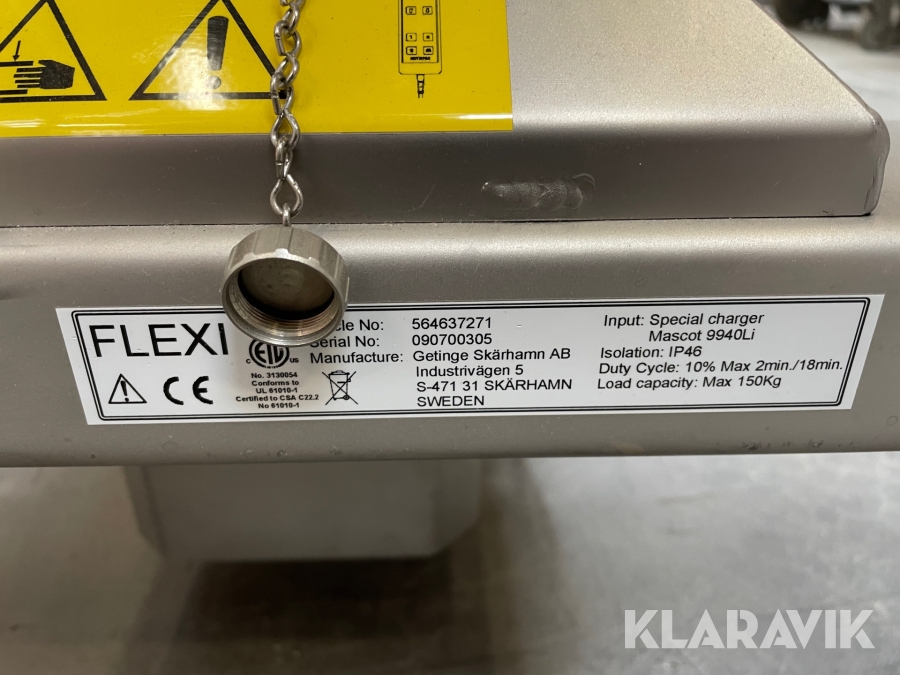 FLEXI
C US
No. 3130054
Conforms to
UL 61010-1
Certified to CSA C22.2
No 61010-1
cle No: 564637271
Serial No: 090700305
Manufacture: Getinge Skärhamn AB
Industrivägen 5
S-471 31 SKÄRHAMN
SWEDEN
Input: Special charger
Mascot 9940Li
Isolation: IP46
Duty Cycle: 10% Max 2min./18min.
Load capacity: Max 150Kg
CE
KLARAVIK